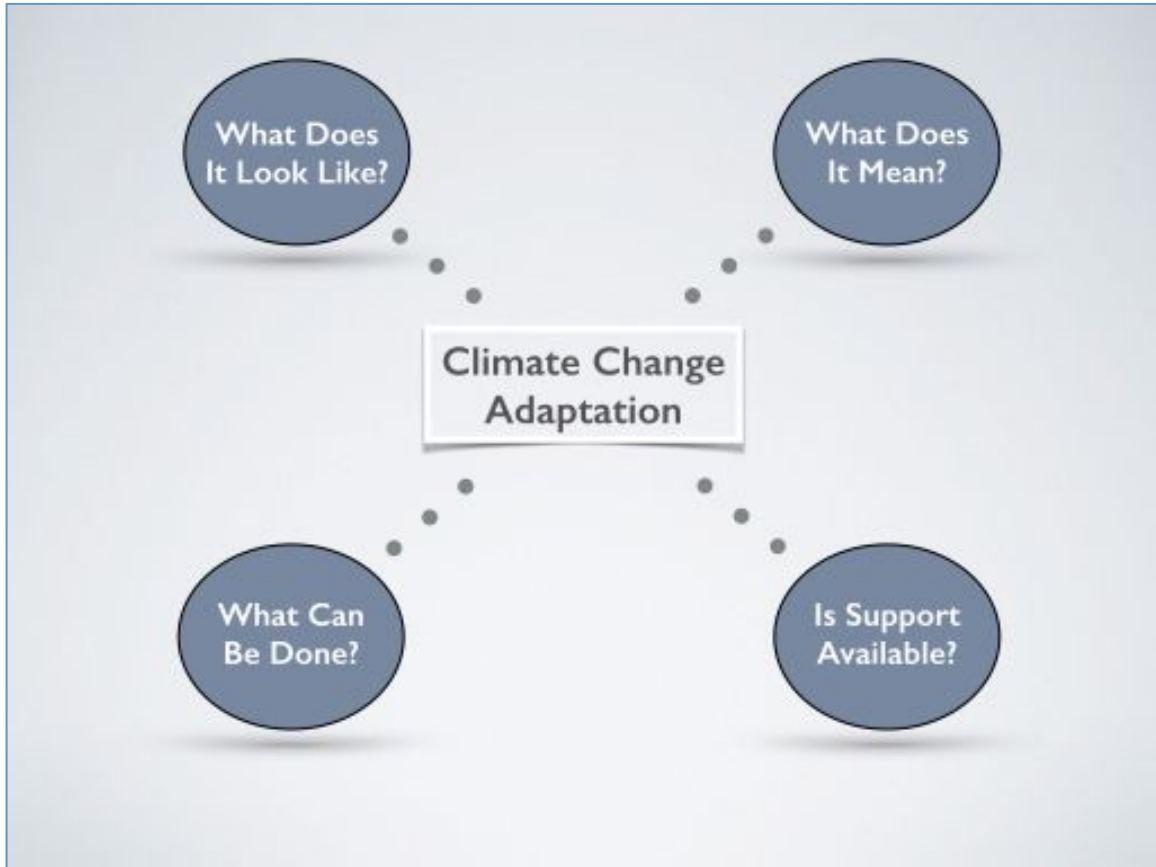 What Does
It Look Like?
What Does
It Mean?
Climate Change
Adaptation
What Can
Be Done?
Is Support
Available?